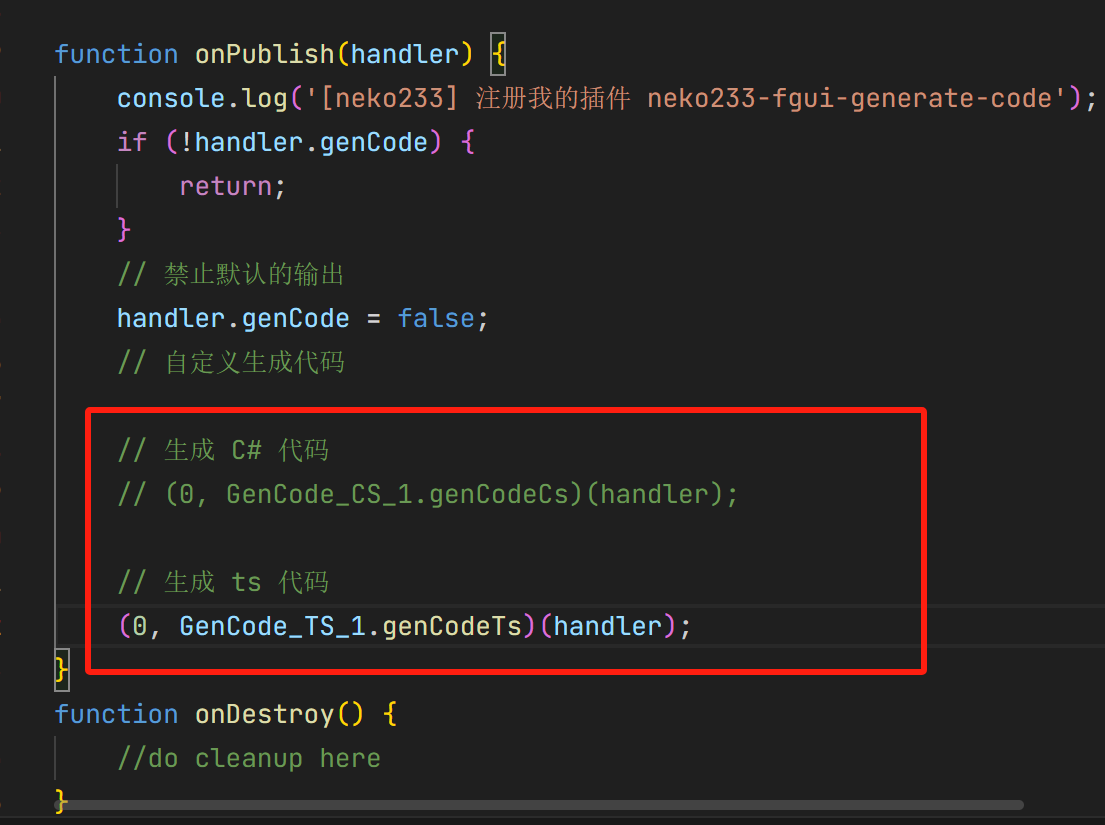 function onPublish(handler) {
console.log('[neko233] 注册我的插件 neko233-fgui-generate-code');
if (!handler.genCode) {
return;
}
// 禁止默认的输出
handler.genCode = false;
// 自定义生成代码
// 生成 C# 代码
// (0, GenCode_CS_1.genCodeCs)(handler);
// 生成 ts 代码
(0, GenCode_TS_1.genCodeTs)(handler);
}
function onDestroy() {
//do cleanup here
}